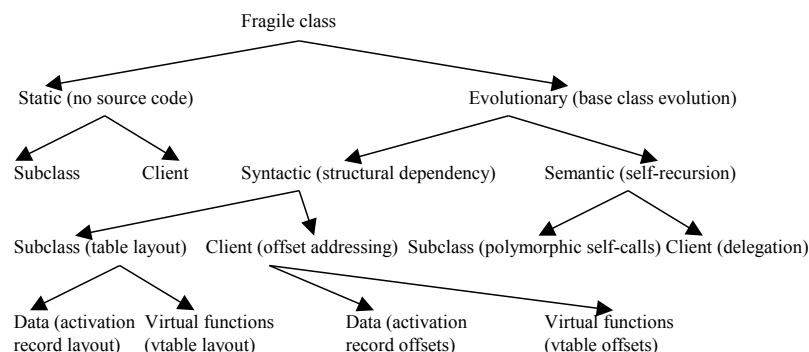 Fragile class
Static (no source code)
Evolutionary (base class evolution)
Subclass
Client
Syntactic (structural dependency)
Semantic (self-recursion)
Subclass (table layout)
Client (offset addressing)
Subclass (polymorphic self-calls)
Client (delegation)
Data (activation
record layout)
Virtual functions
(vtable layout)
Data (activation
record offsets)
Virtual functions
(vtable offsets)